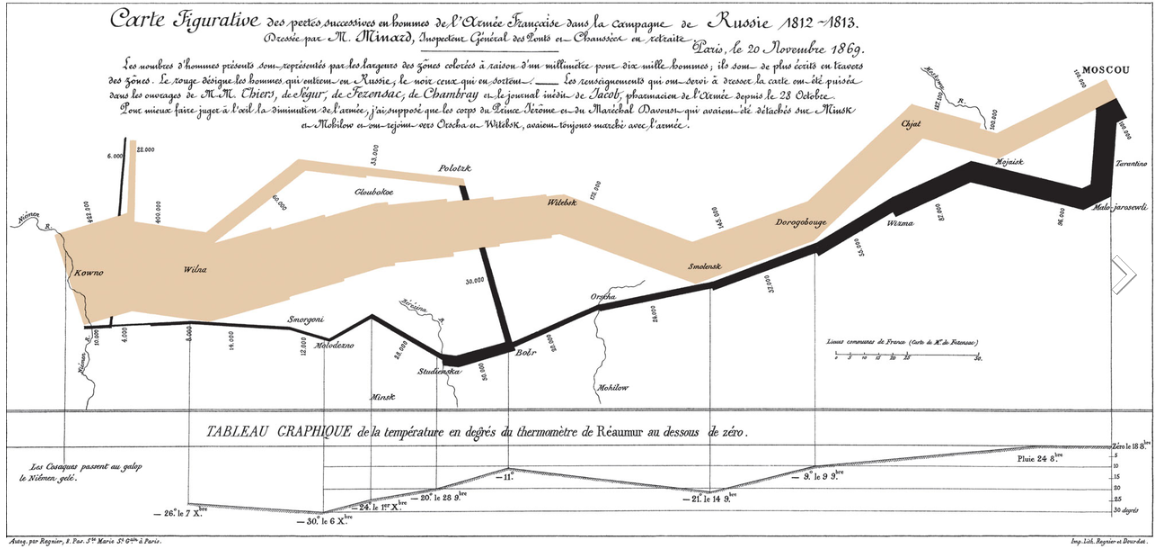 Carte Figurative des pertes successives en hommes de l'Armée Française dans la campagne de Russie 1812-1813.
Dressée par M. Minard, Inspecteur Général des Ponts et Chaussées en retraite
Paris, le 20 Novembre 1869.
Les nombres d'hommes présents sont représentés par les largeurs des zônes colorées à raison d'un millimètre pour dix mille hommes; ils sont de plus écrits en travers
des zônes. Le rouge désigne les hommes qui entrent en Russie, le noir ceux qui en sortent. Les renseignements qui ont servi à dresser la carte ont été puisés
dans les ouvrages de M.M. Thiers, de Ségur, de Fezensac, de Chambray et le journal inédit de Jacob, pharmacien de l'Armée depuis le 28 Octobre.
Pour mieux faire juger à l'œil la diminution de l'armée, j'ai supposé que les corps du Prince Jérôme et du Maréchal Davoust qui avaient été détachés sur Minsk
et Mohilow et ont rejoint vers Orscha et Witebsk, avaient toujours marché avec l'armée.
MOSCOU
100.000
Moskowa R.
100.000
Chjat
Mojaisk
Tarantino
Malo-jarosewli
6.000
22.000
33.000
Polotzk
Gloubokoe
60.000
Witebsk
175.000
145.000
Dorogobouge
Wizma
Niémen R.
400.000
Kowno
Wilna
Smolensk
55.000
37.000
96.000
30.000
Orscha
24.000
20.000
Bérézina R.
Smorgoni
Molodezno
10.000
4.000
8.000
14.000
12.000
28.000
Studienska
50.000
Bobr
Minsk
Mohilow
Niémen R.
Lieues communes de France (Carte de M. de Fezensac)
TABLEAU GRAPHIQUE de la température en degrés du thermomètre de Réaumur au dessous de zéro.
Les Cosaques passent au galop
le Niémen gelé.
Zéro le 18 8.bre
Pluie 24 8.bre
5
10
15
20
25
30 degrés
— 9.° le 9 9.bre
— 11.°
— 21.° le 14 9.bre
— 20.° le 28 9.bre
— 24. le 1.er X.bre
— 30.° le 6 X.bre
— 26.° le 7 X.bre
Autog. par Regnier, 8. Pas. S.te Marie S.t G.ain à Paris.
Imp. Lith. Regnier et Dourdet.